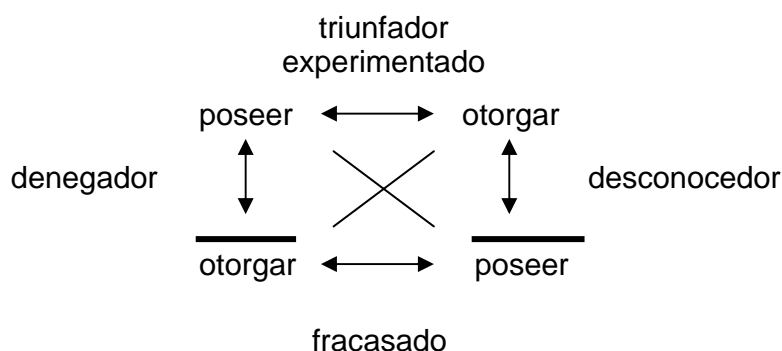 triunfador
experimentado
poseer otorgar
denegador desconocedor
otorgar poseer
fracasado